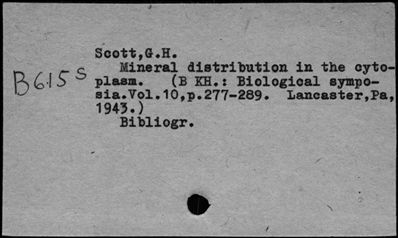 Scott,G.H.
Mineral distribution in the cyto-
B615s plasm. (B KH.: Biological sympo-
sia.Vol.10,p.277-289. Lancaster,Pa,
1943.)
Bibliogr.